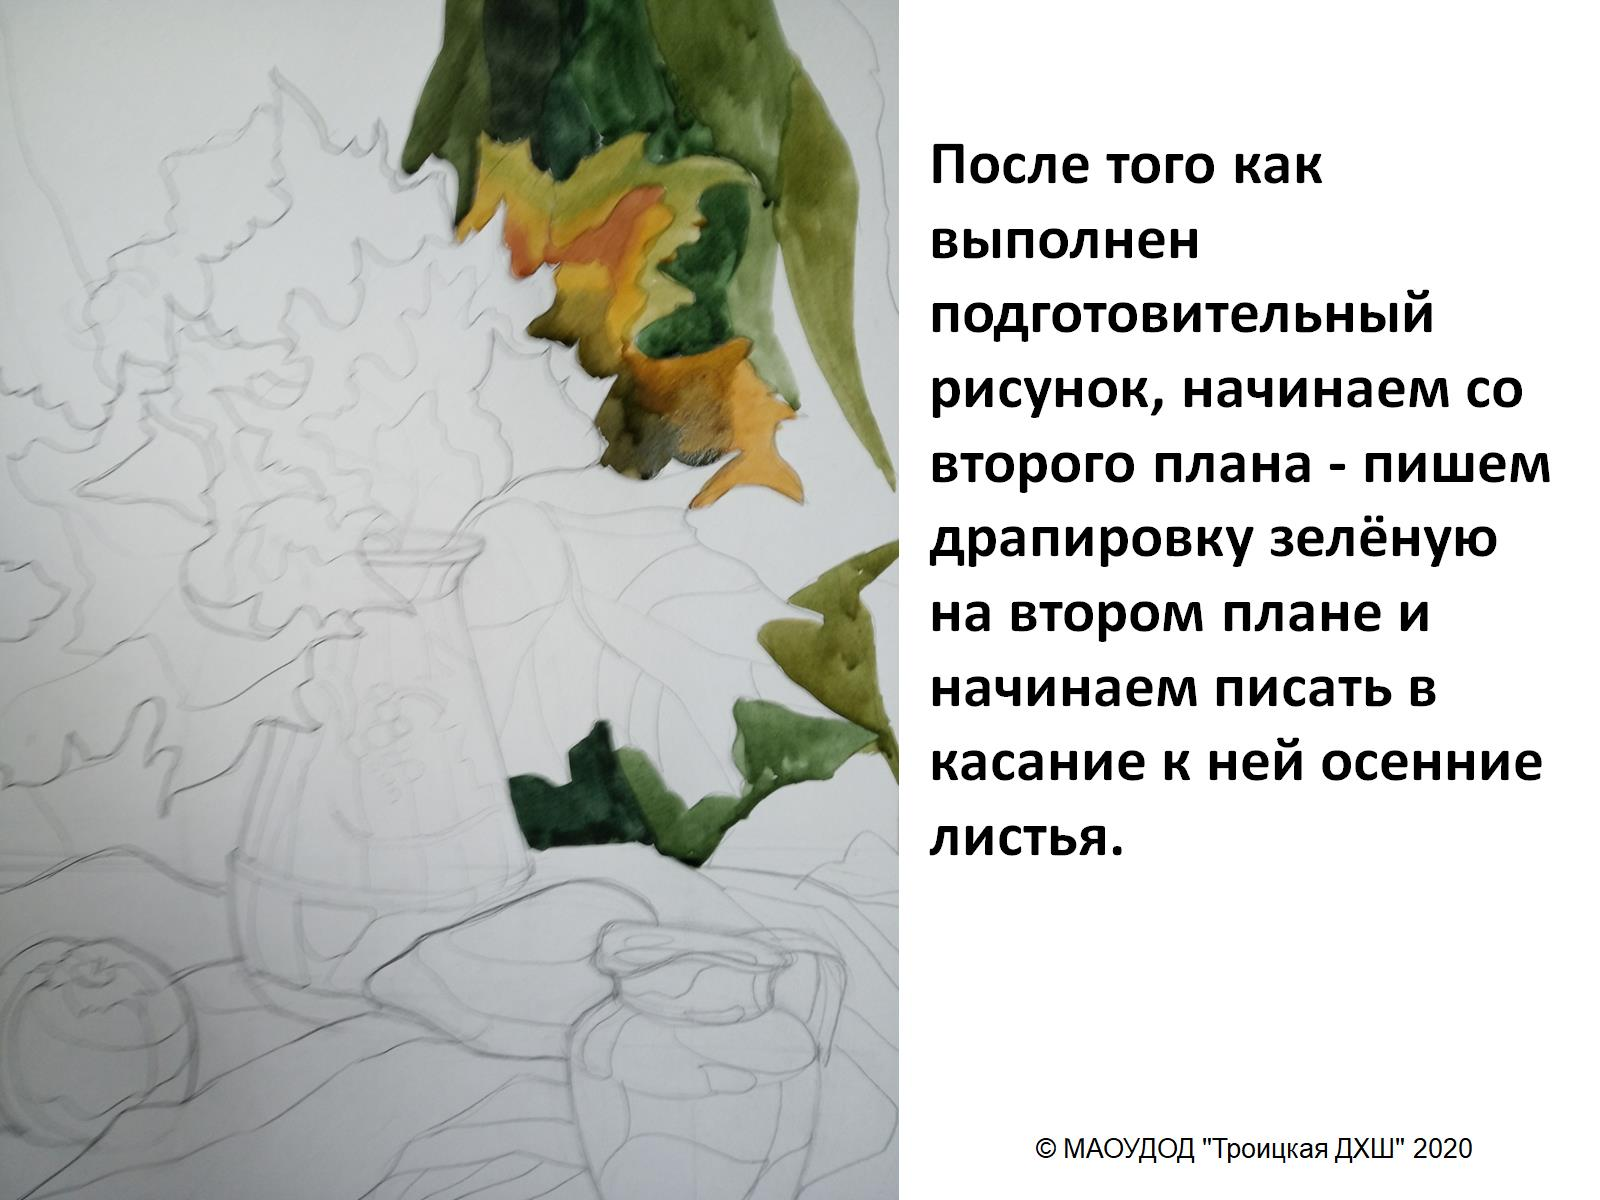 После того как
выполнен
подготовительный
рисунок, начинаем со
второго плана - пишем
драпировку зелёную
на втором плане и
начинаем писать в
касание к ней осенние
листья.
© МАОУДОД "Троицкая ДХШ" 2020